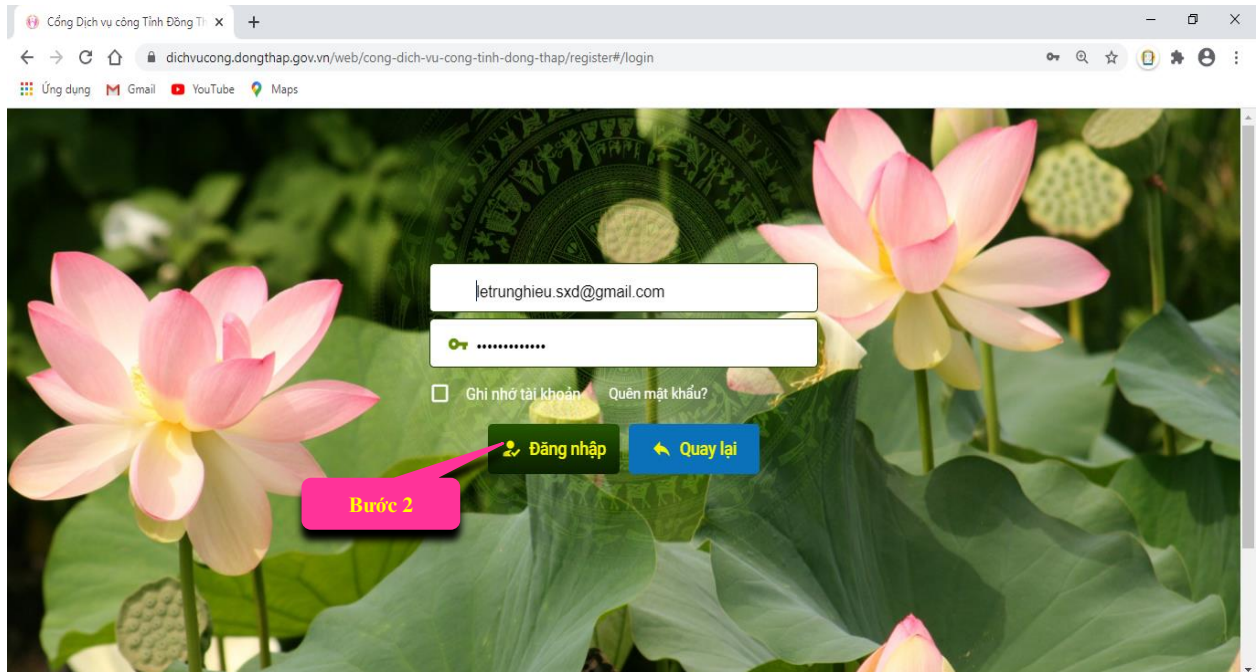 Cổng Dịch vụ công Tỉnh Đồng Th
dichvucong.dongthap.gov.vn/web/cong-dich-vu-cong-tinh-dong-thap/register#/login
Ứng dụng Gmail YouTube Maps
letrunghieu.sxd@gmail.com
Ghi nhớ tài khoản Quên mật khẩu?
Đăng nhập Quay lại
Bước 2